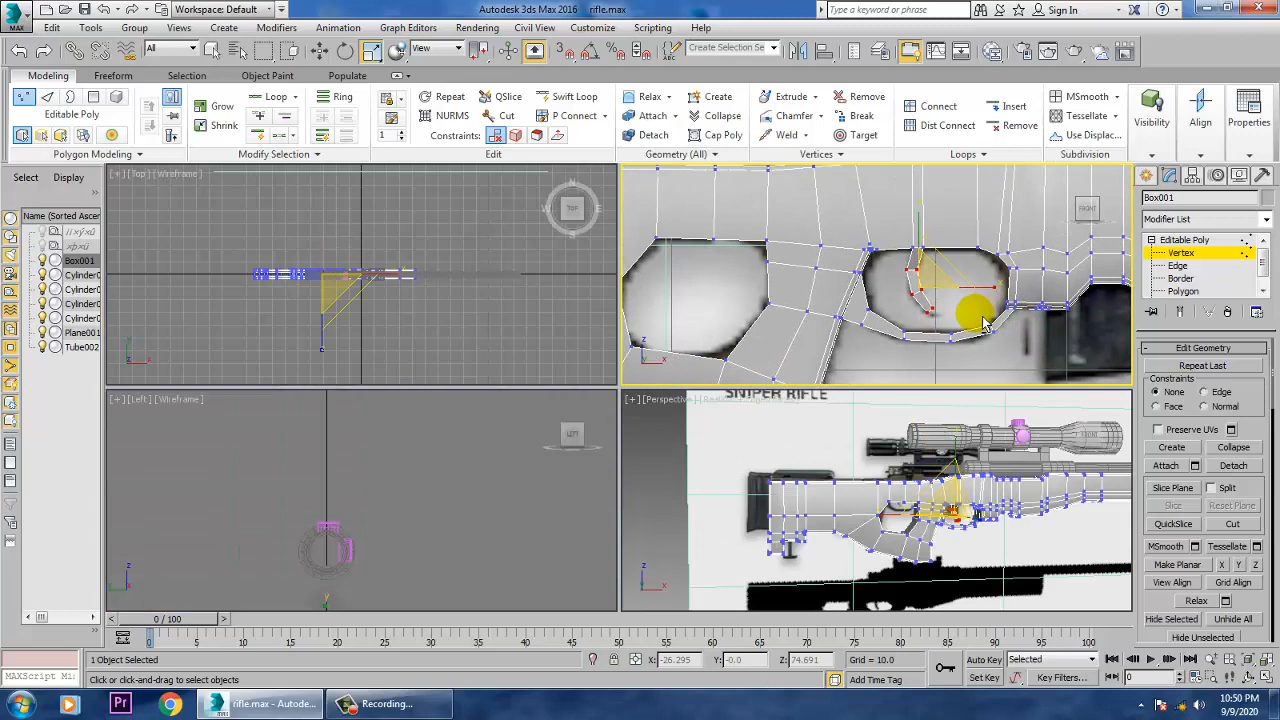 MAX
Workspace: Default
Autodesk 3ds Max 2016
rifle.max
Type a keyword or phrase
Sign In
Edit
Tools
Group
Views
Create
Modifiers
Animation
Graph Editors
Rendering
Civil View
Customize
Scripting
Help
All
View
Create Selection Se
Modeling
Freeform
Selection
Object Paint
Populate
Editable Poly
Polygon Modeling
Grow
Shrink
Loop
Ring
Modify Selection
1
Repeat
QSlice
Swift Loop
NURMS
Cut
P Connect
Constraints:
Edit
Relax
Create
Attach
Collapse
Detach
Cap Poly
Geometry (All)
Extrude
Remove
Chamfer
Break
Weld
Target
Vertices
Connect
Insert
Dist Connect
Remove
Loops
MSmooth
Tessellate
Use Displac...
Subdivision
Visibility
Align
Properties
Select
Display
Name (Sorted Ascer
Box001
Cylinder0
Cylinder0
Cylinder0
Cylinder0
Plane001
Tube002
[+] [Top] [Wireframe]
TOP
FRONT
[+] [Left] [Wireframe]
LEFT
[+] [Perspective]
SNIPER RIFLE
FRONT
Box001
Modifier List
Editable Poly
Vertex
Edge
Border
Polygon
Edit Geometry
Repeat Last
Constraints
None
Edge
Face
Normal
Preserve UVs
Create
Collapse
Attach
Detach
Slice Plane
Split
Slice
Reset Plane
QuickSlice
Cut
MSmooth
Tessellate
Make Planar
X
Y
Z
View Align
Grid Align
Relax
Hide Selected
Unhide All
Hide Unselected
0 / 100
0
5
10
15
20
25
30
35
40
45
50
55
60
65
70
75
80
85
90
95
100
1 Object Selected
X: -26.295
Y: -0.0
Z: 74.691
Grid = 10.0
Auto Key
Selected
MAXScript Mi
Click or click-and-drag to select objects
Add Time Tag
Set Key
Key Filters...
0
rifle.max - Autode...
Recording...
10:50 PM
9/9/2020